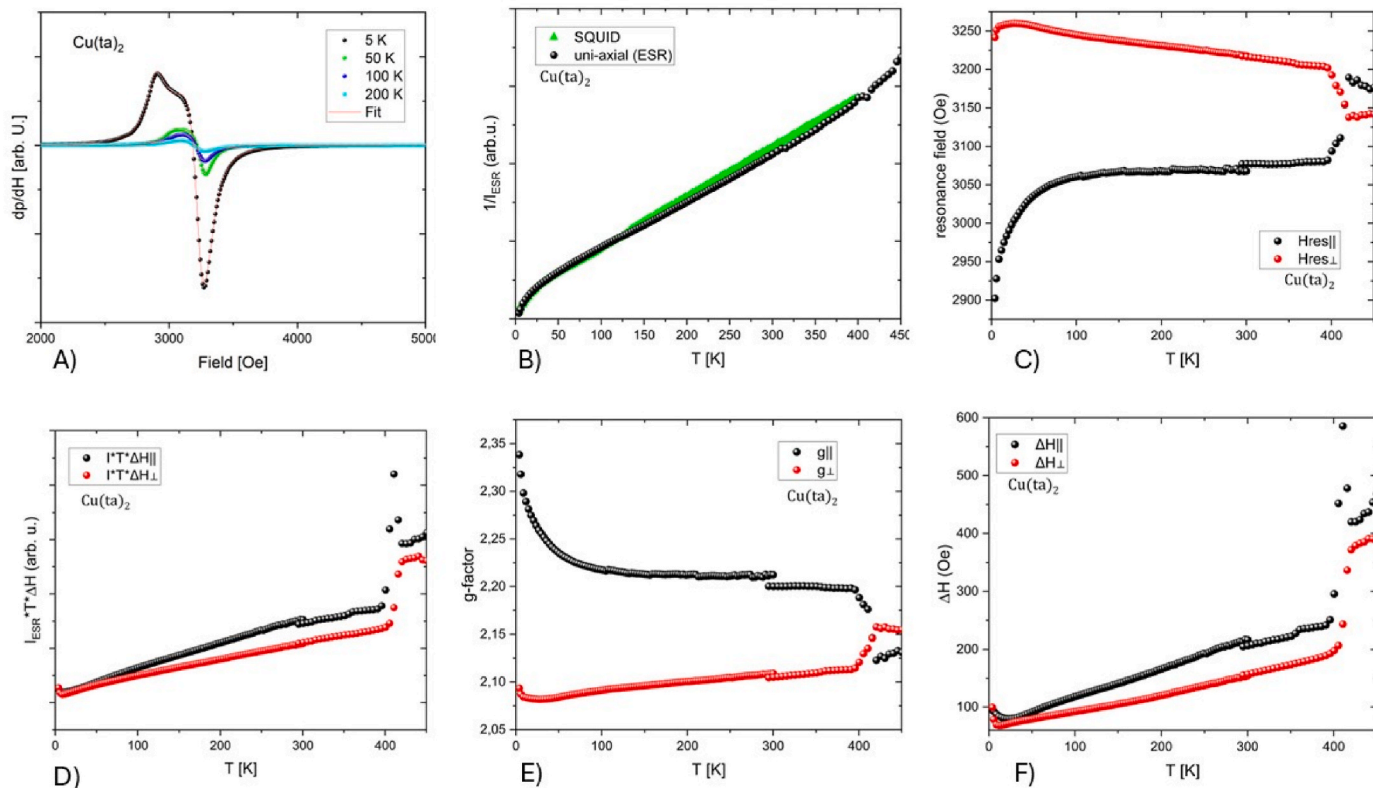 Cu(ta)₂
5 K
50 K
100 K
200 K
Fit
dp/dH [arb. U.]
2000
3000
4000
5000
Field [Oe]
A)
SQUID
uni-axial (ESR)
Cu(ta)₂
1/I_ESR (arb.u.)
0
50
100
150
200
250
300
350
400
450
T [K]
B)
3250
3200
3150
3100
3050
3000
2950
2900
resonance field (Oe)
Hres||
Hres⊥
Cu(ta)₂
0
100
200
300
400
T [K]
C)
I*T*ΔH||
I*T*ΔH⊥
Cu(ta)₂
I_ESR*T*ΔH (arb. u.)
0
100
200
300
400
T [K]
D)
2,35
2,30
2,25
2,20
2,15
2,10
2,05
g-factor
g||
g⊥
Cu(ta)₂
0
100
200
300
400
T [K]
E)
600
500
400
300
200
100
ΔH (Oe)
ΔH||
ΔH⊥
Cu(ta)₂
0
100
200
300
400
T [K]
F)